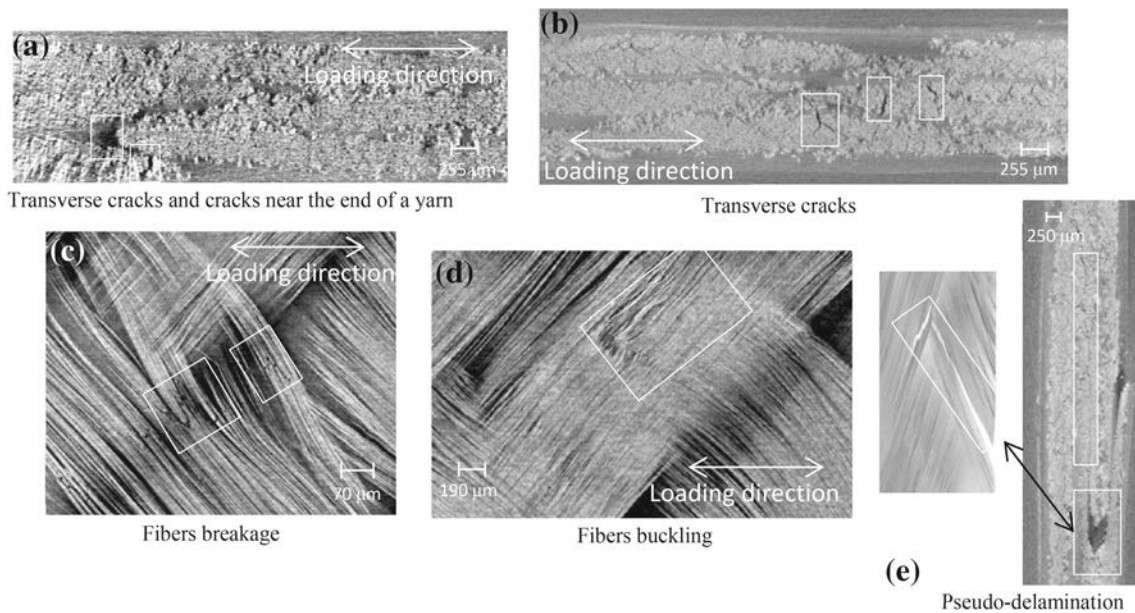 (a)
Loading direction
255 μm
Transverse cracks and cracks near the end of a yarn
(b)
Loading direction
255 μm
Transverse cracks
(c)
Loading direction
70 μm
Fibers breakage
(d)
190 μm
Loading direction
Fibers buckling
250 μm
(e)
Pseudo-delamination